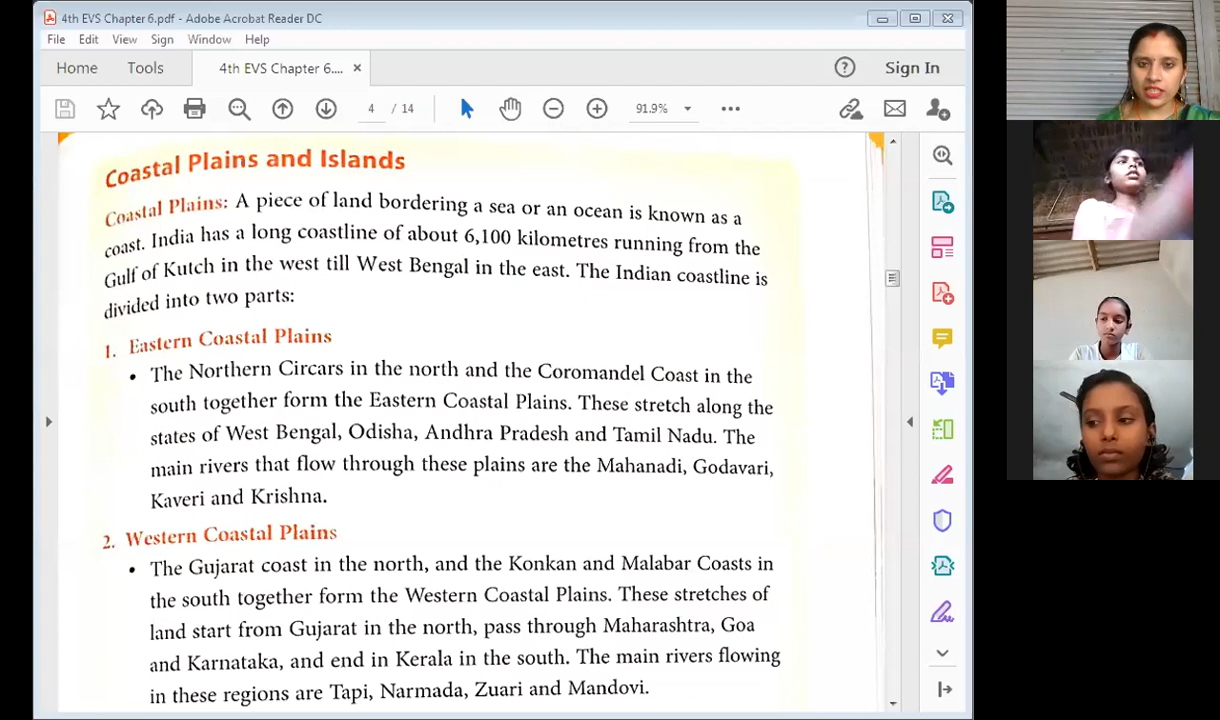 4th EVS Chapter 6.pdf - Adobe Acrobat Reader DC
File Edit View Sign Window Help
Home Tools 4th EVS Chapter 6.... × Sign In
4 / 14 91.9%
Coastal Plains and Islands
Coastal Plains: A piece of land bordering a sea or an ocean is known as a
coast. India has a long coastline of about 6,100 kilometres running from the
Gulf of Kutch in the west till West Bengal in the east. The Indian coastline is
divided into two parts:
1. Eastern Coastal Plains
• The Northern Circars in the north and the Coromandel Coast in the
south together form the Eastern Coastal Plains. These stretch along the
states of West Bengal, Odisha, Andhra Pradesh and Tamil Nadu. The
main rivers that flow through these plains are the Mahanadi, Godavari,
Kaveri and Krishna.
2. Western Coastal Plains
• The Gujarat coast in the north, and the Konkan and Malabar Coasts in
the south together form the Western Coastal Plains. These stretches of
land start from Gujarat in the north, pass through Maharashtra, Goa
and Karnataka, and end in Kerala in the south. The main rivers flowing
in these regions are Tapi, Narmada, Zuari and Mandovi.